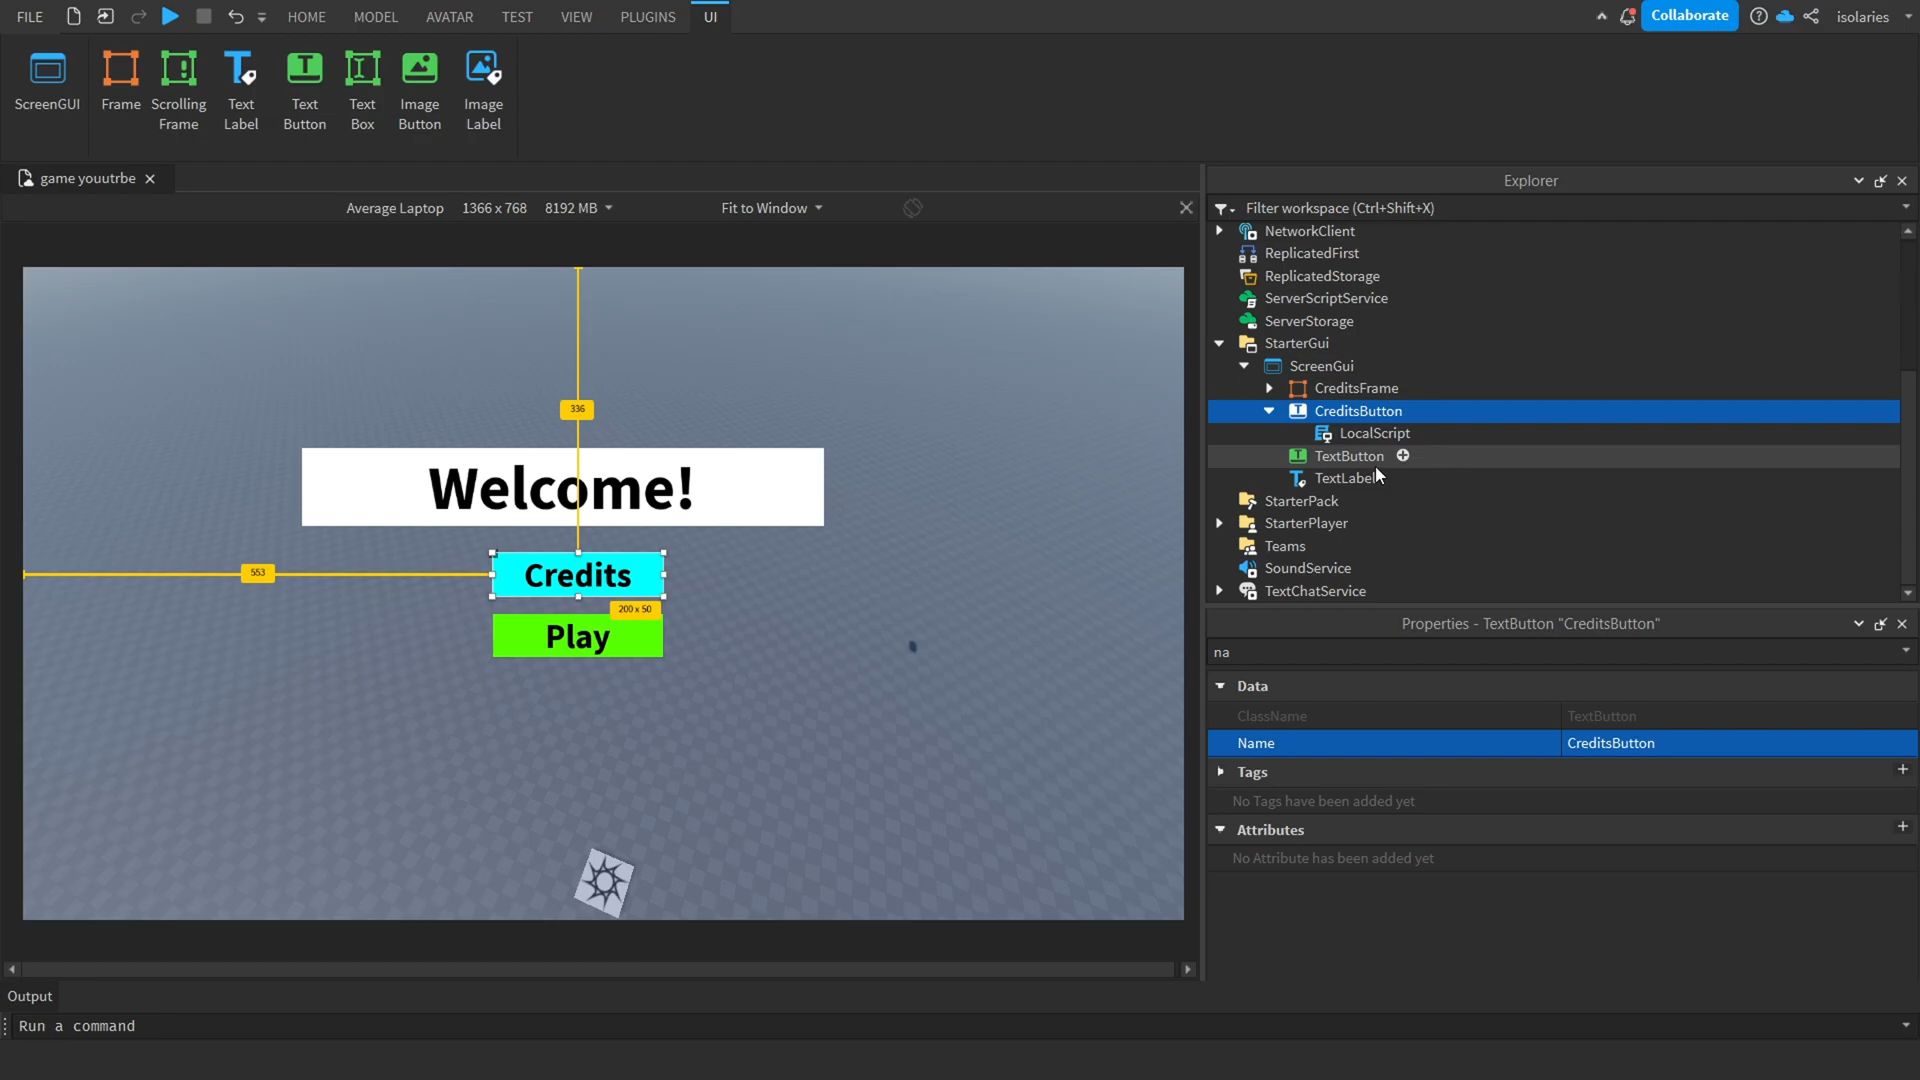 FILE HOME MODEL AVATAR TEST VIEW PLUGINS UI Collaborate isolaries
ScreenGUI
Frame
Scrolling
Frame
Text
Label
Text
Button
Text
Box
Image
Button
Image
Label
game youutrbe
Average Laptop 1366 x 768 8192 MB Fit to Window
336
Welcome!
553
Credits
200 x 50
Play
Explorer
Filter workspace (Ctrl+Shift+X)
NetworkClient
ReplicatedFirst
ReplicatedStorage
ServerScriptService
ServerStorage
StarterGui
ScreenGui
CreditsFrame
CreditsButton
LocalScript
TextButton
TextLabel
StarterPack
StarterPlayer
Teams
SoundService
TextChatService
Properties - TextButton "CreditsButton"
na
Data
ClassName TextButton
Name CreditsButton
Tags
No Tags have been added yet
Attributes
No Attribute has been added yet
Output
Run a command